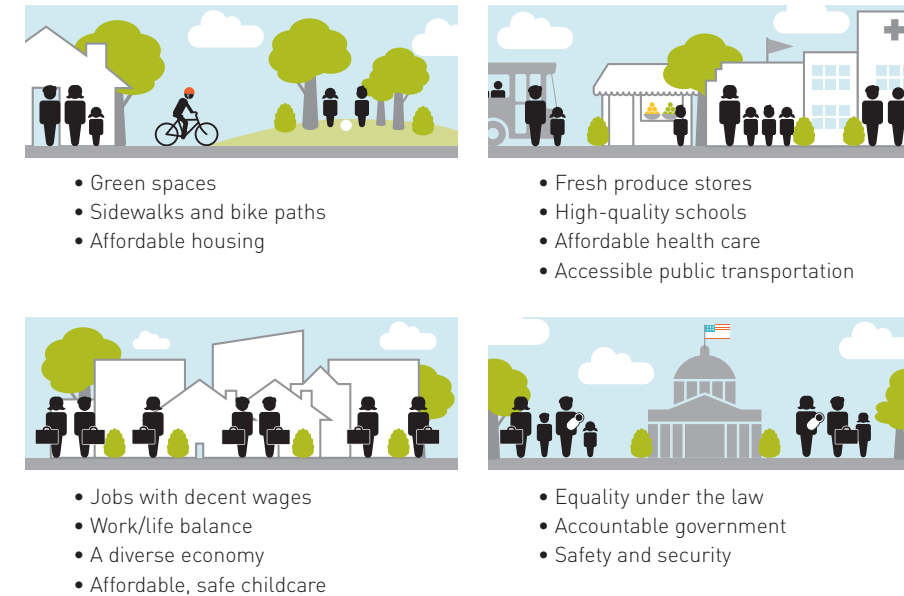 • Green spaces
• Sidewalks and bike paths
• Affordable housing
• Fresh produce stores
• High-quality schools
• Affordable health care
• Accessible public transportation
• Jobs with decent wages
• Work/life balance
• A diverse economy
• Affordable, safe childcare
• Equality under the law
• Accountable government
• Safety and security